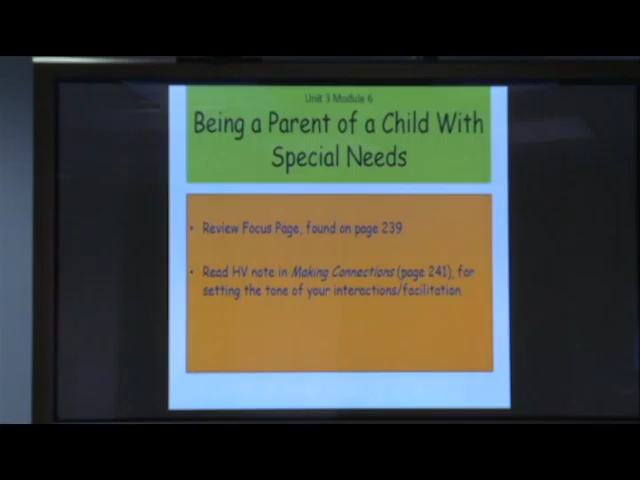 Unit 3 Module 6
Being a Parent of a Child With
Special Needs
• Review Focus Page, found on page 239
• Read HV note in Making Connections (page 241), for
setting the tone of your interactions/facilitation.